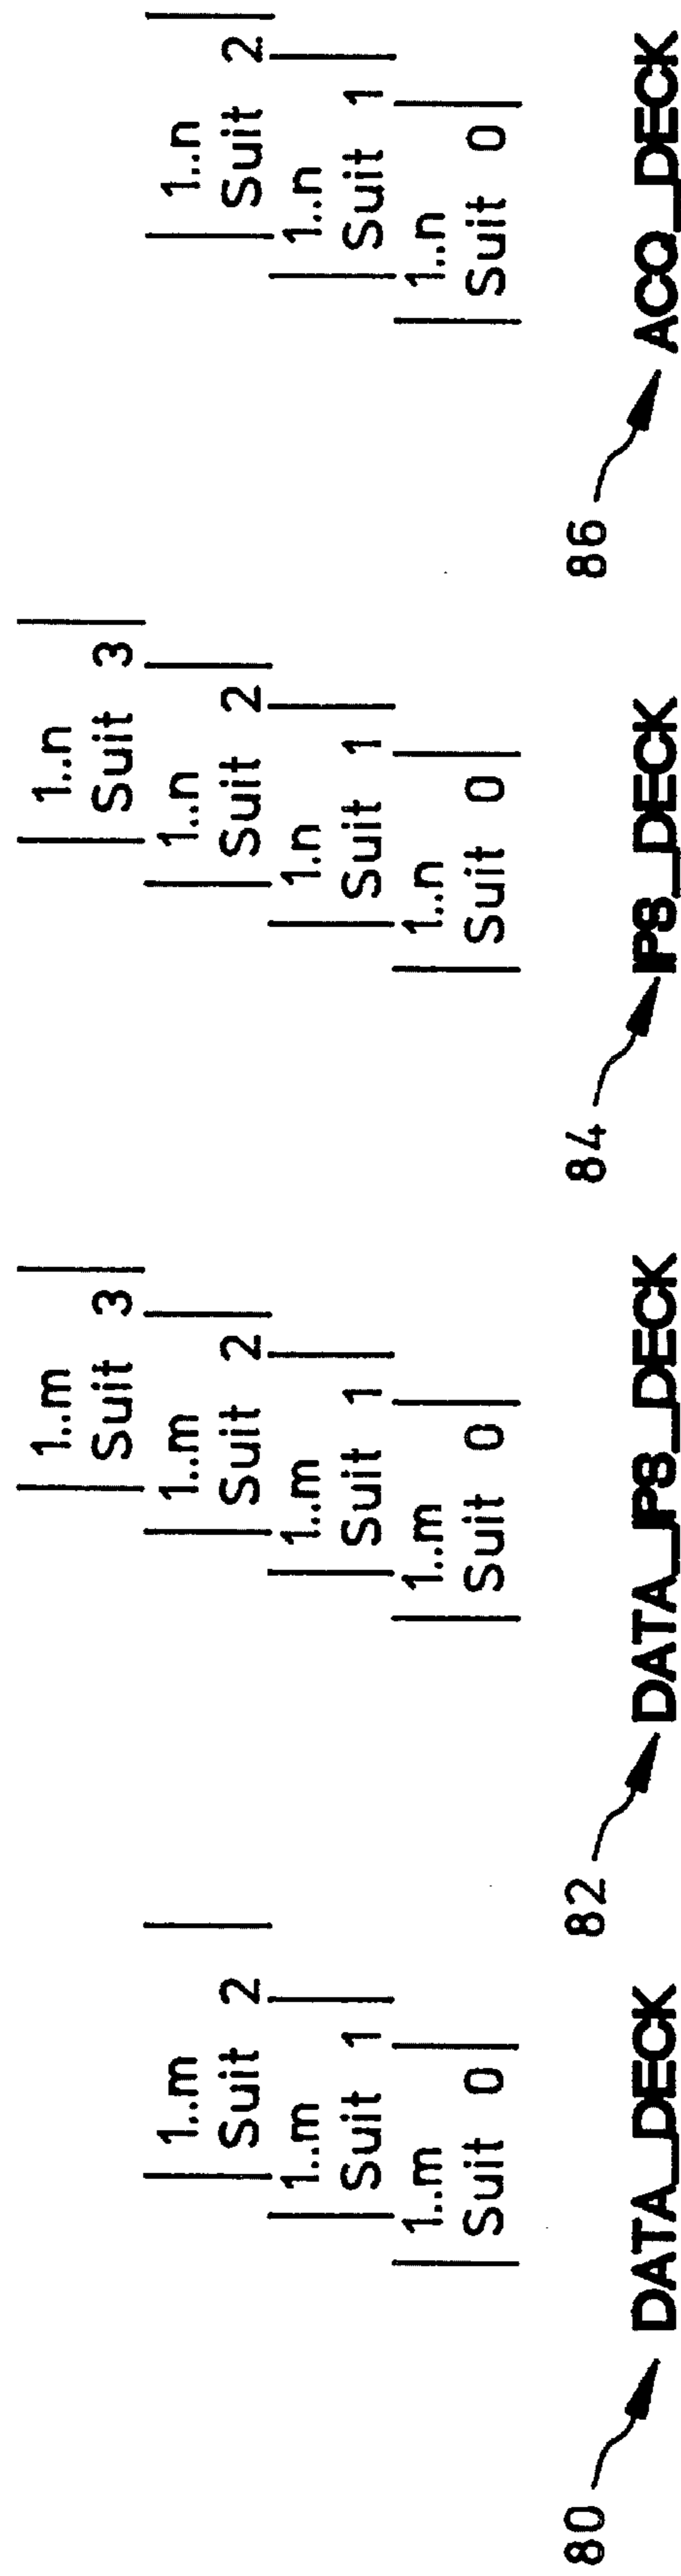 1..m
Suit 2
1..m
Suit 1
1..m
Suit 0
80
DATA_DECK
1..m
Suit 3
1..m
Suit 2
1..m
Suit 1
1..m
Suit 0
82
DATA_IPS_DECK
1..n
Suit 3
1..n
Suit 2
1.n
Suit 1
1..n
Suit 0
84
IPS_DECK
1..n
Suit 2
1..n
Suit 1
1..n
Suit 0
86
ACQ_DECK